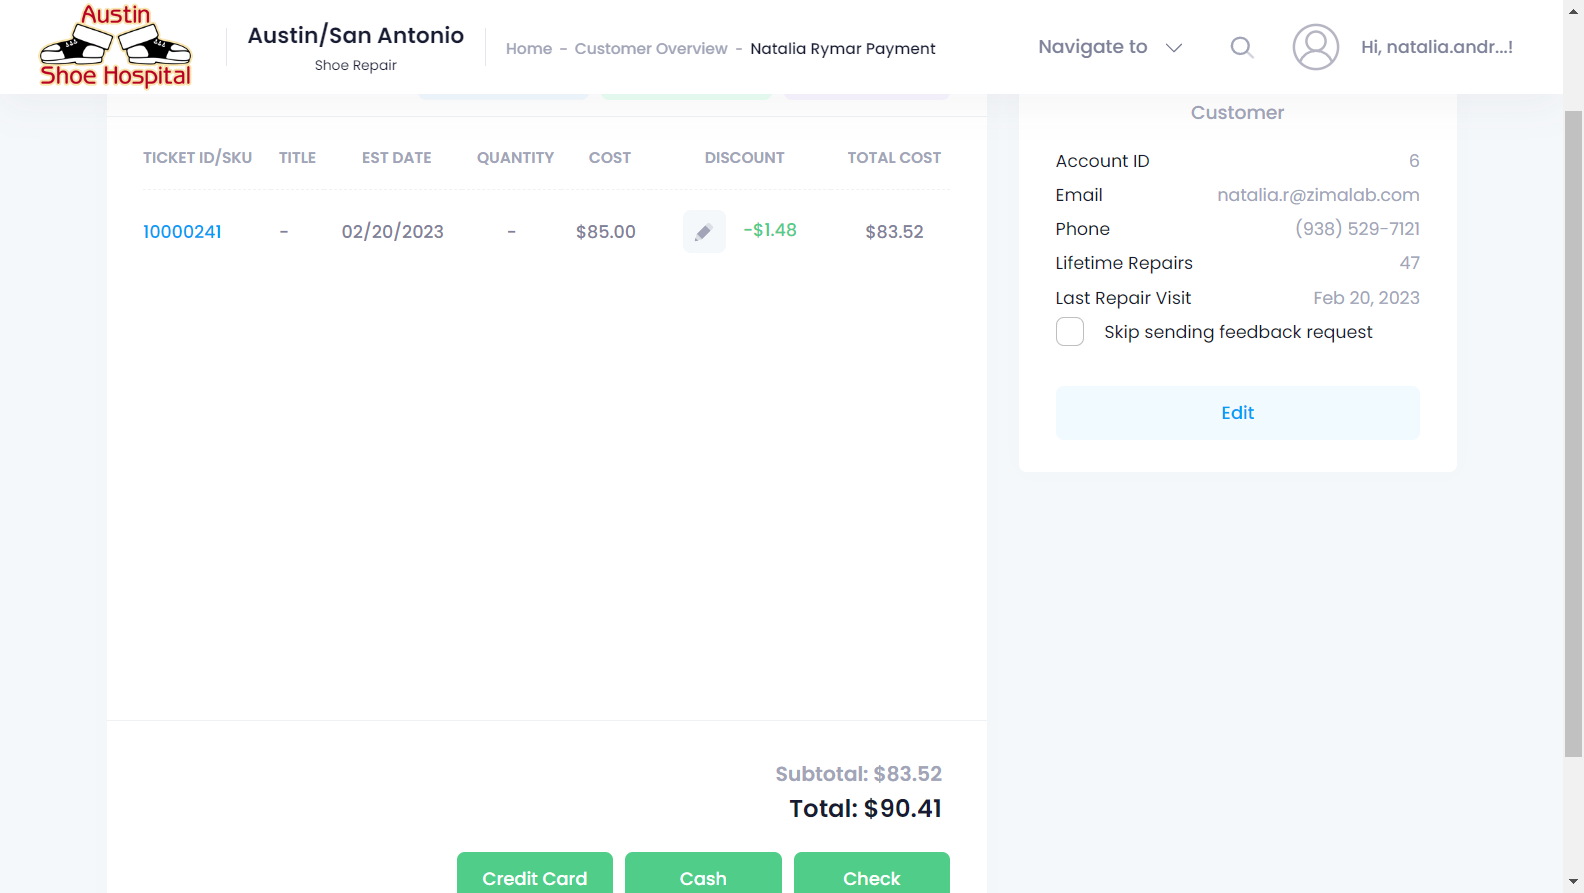 Austin
Shoe Hospital
Austin/San Antonio
Shoe Repair
Home - Customer Overview - Natalia Rymar Payment
Navigate to
Hi, natalia.andr...!
TICKET ID/SKU TITLE EST DATE QUANTITY COST DISCOUNT TOTAL COST
10000241 - 02/20/2023 - $85.00 -$1.48 $83.52
Subtotal: $83.52
Total: $90.41
Credit Card Cash Check
Customer
Account ID 6
Email natalia.r@zimalab.com
Phone (938) 529-7121
Lifetime Repairs 47
Last Repair Visit Feb 20, 2023
Skip sending feedback request
Edit